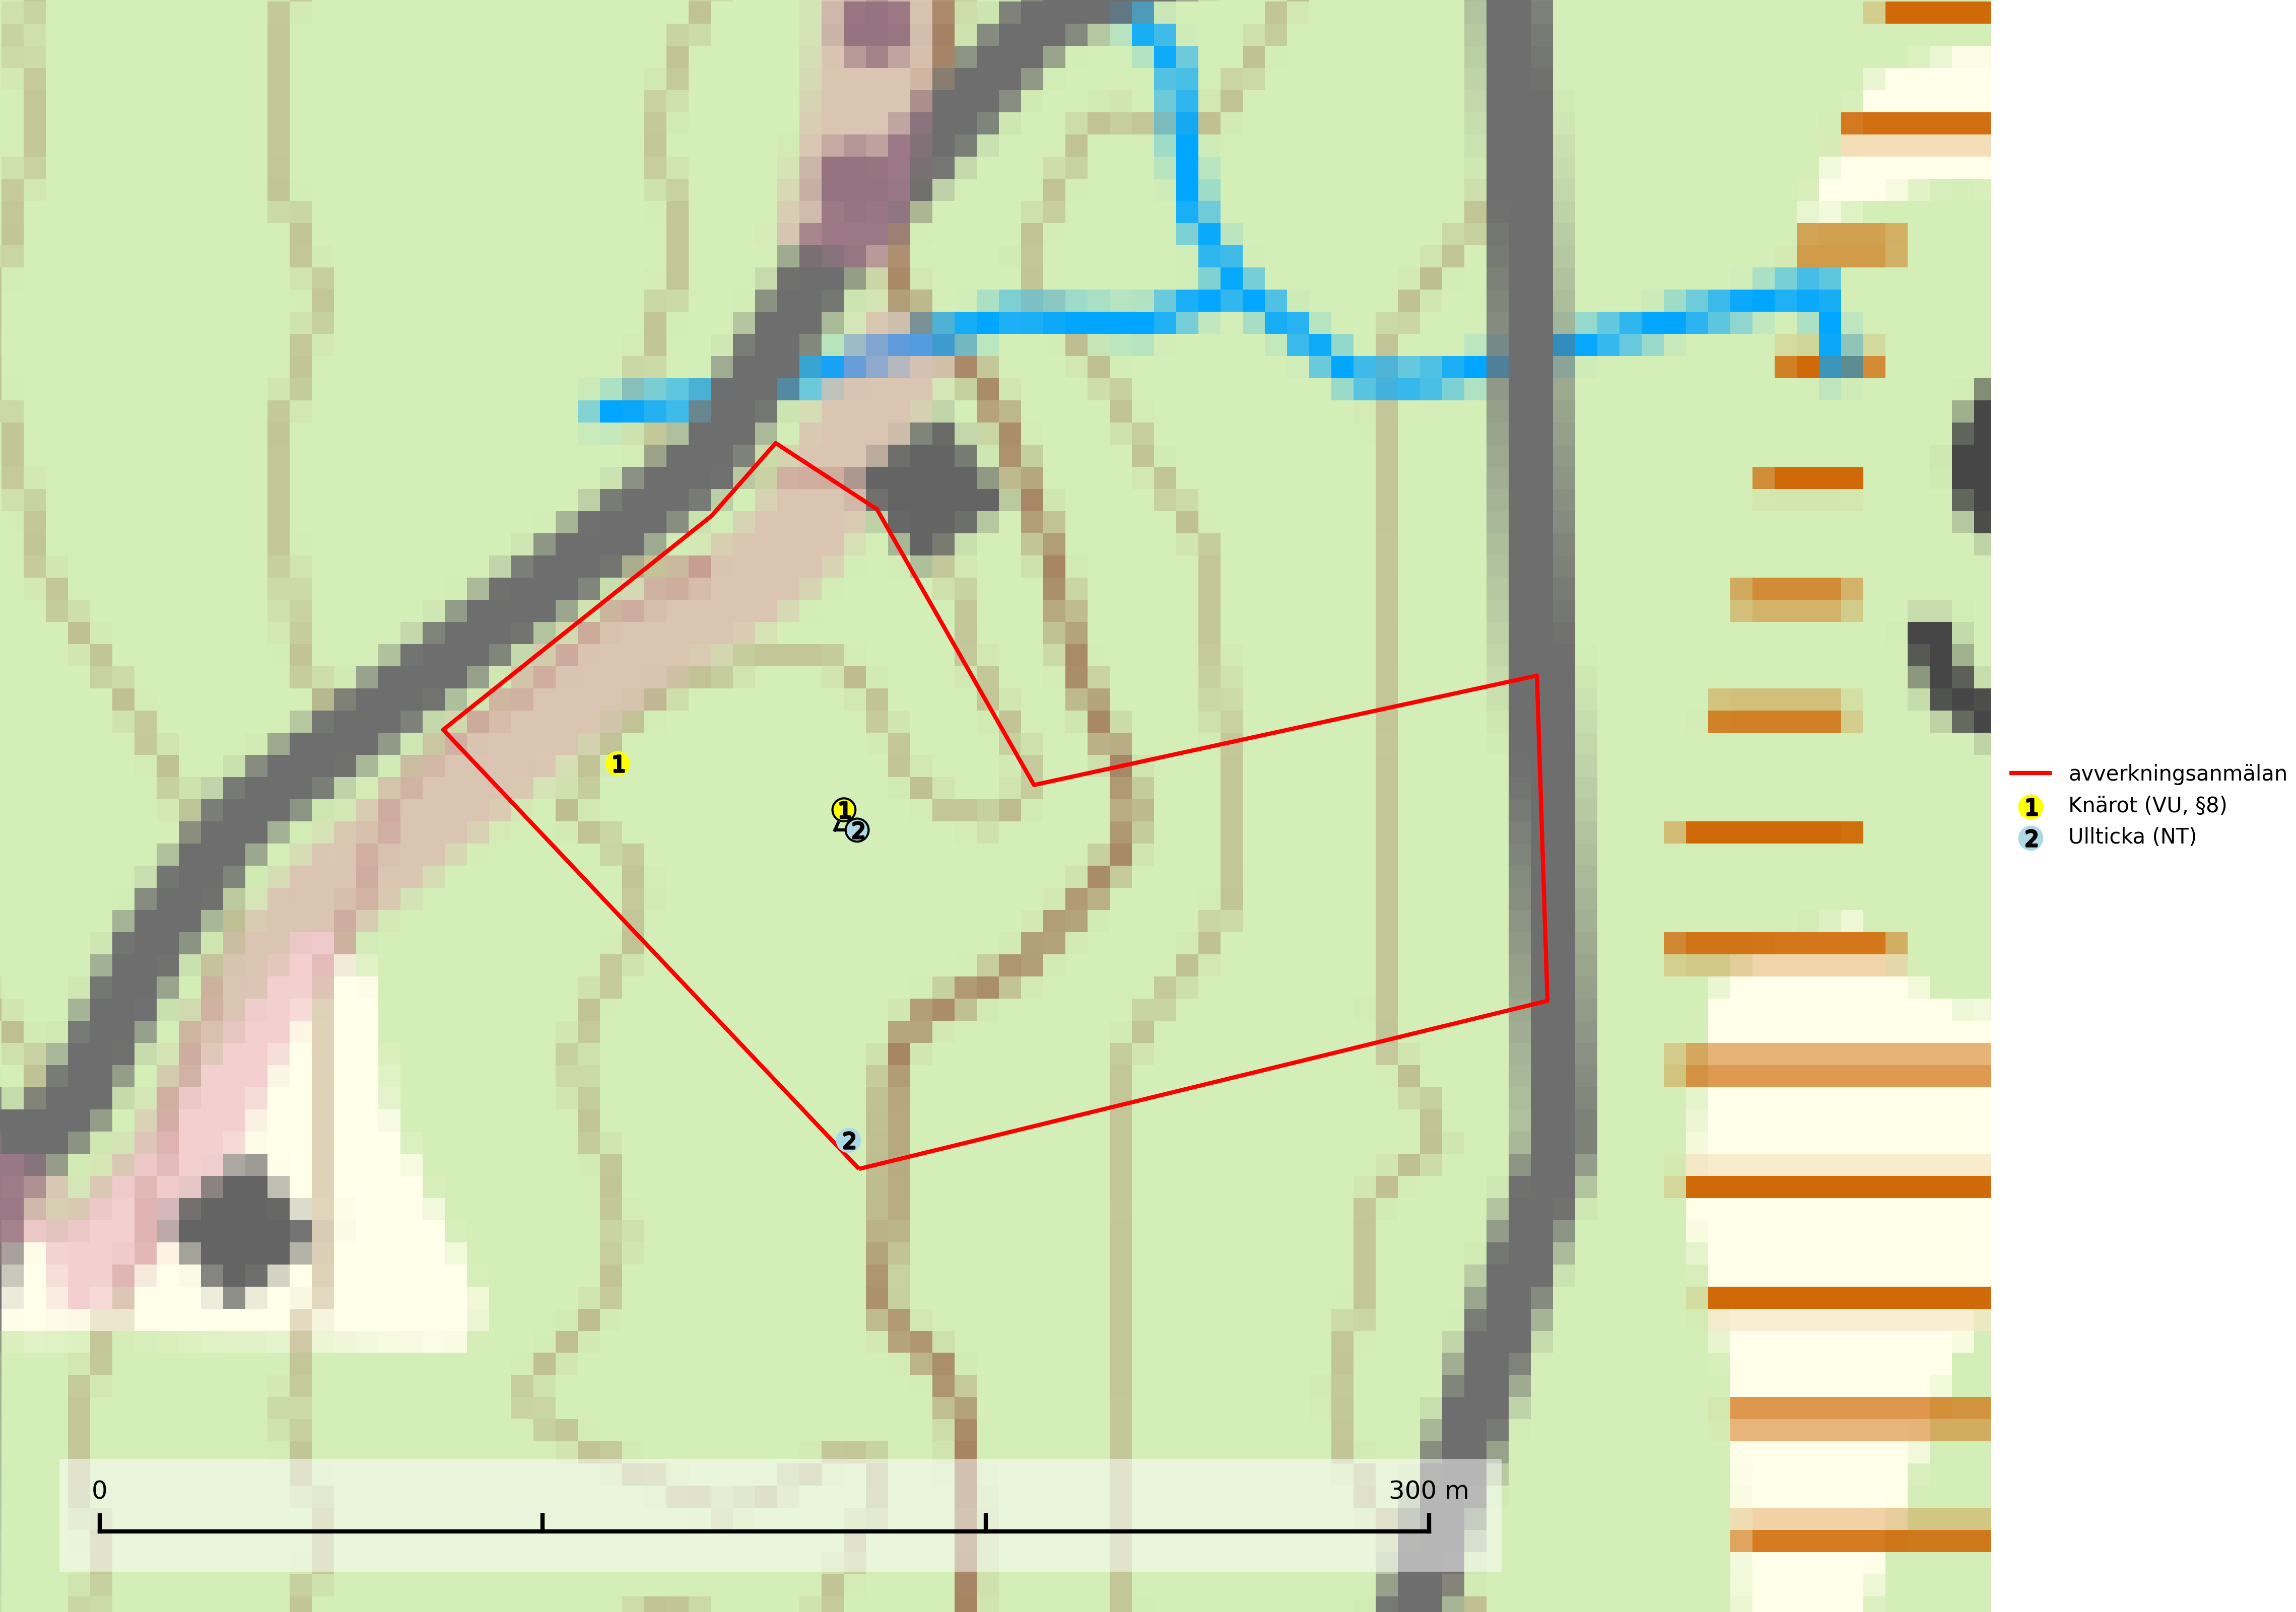 1
1
2
2
avverkningsanmälan
1 Knärot (VU, §8)
2 Ullticka (NT)
0 300 m